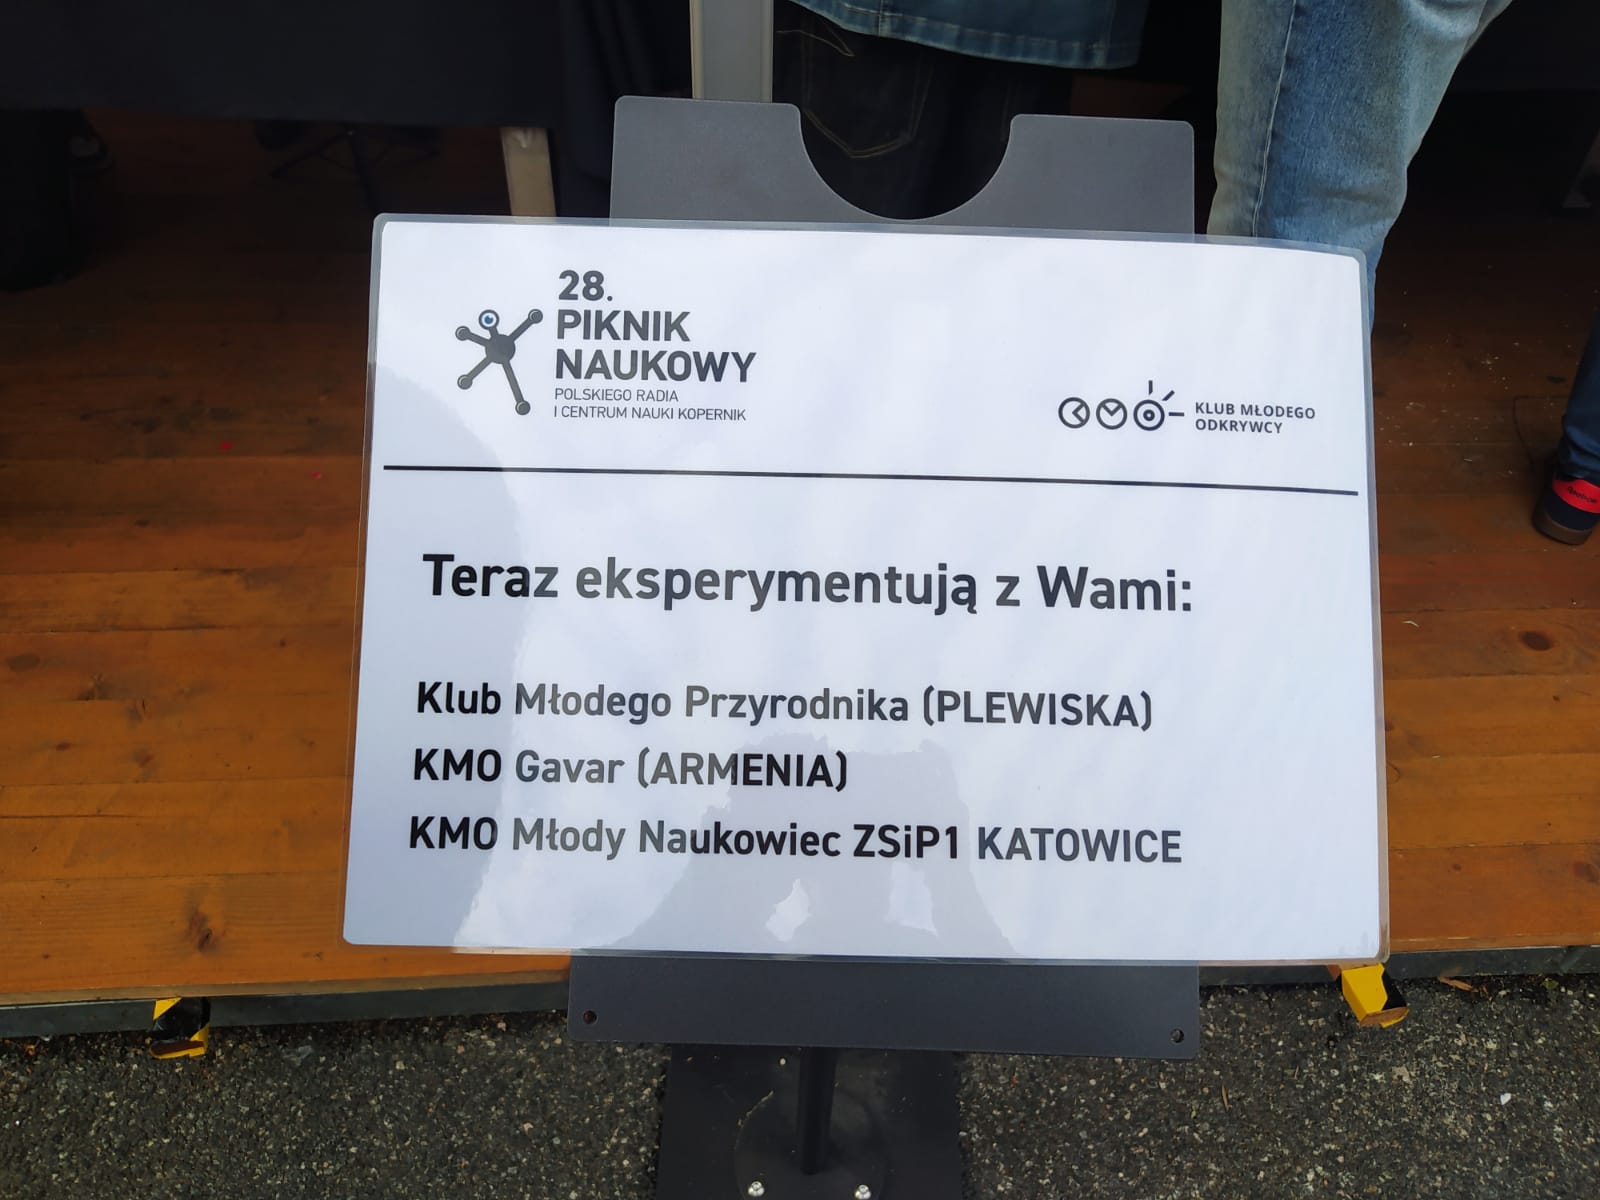 28.
PIKNIK
NAUKOWY
POLSKIEGO RADIA
I CENTRUM NAUKI KOPERNIK
KLUB MŁODEGO
ODKRYWCY
Teraz eksperymentują z Wami:
Klub Młodego Przyrodnika (PLEWISKA)
KMO Gavar (ARMENIA)
KMO Młody Naukowiec ZSiP1 KATOWICE
Reebok